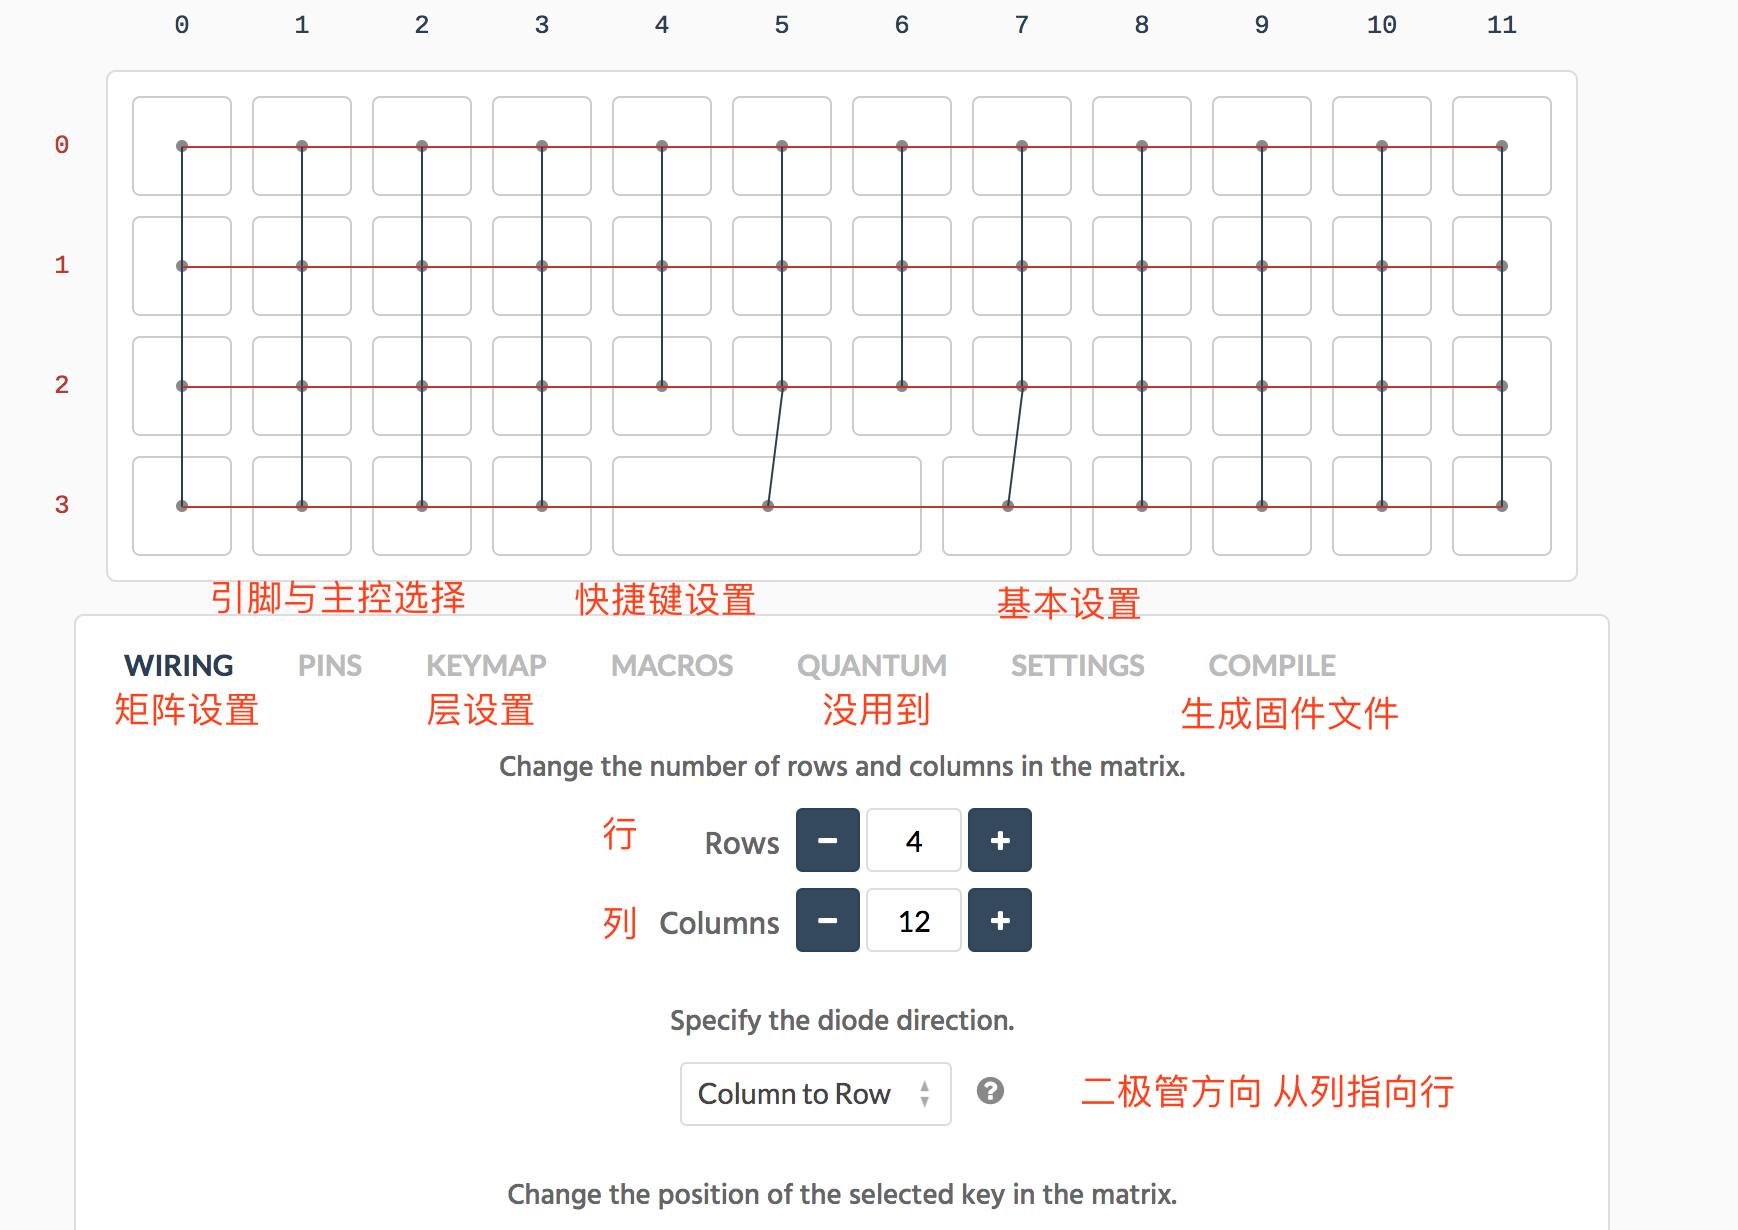 0 1 2 3 4 5 6 7 8 9 10 11
0
1
2
3
引脚与主控选择 快捷键设置 基本设置
WIRING PINS KEYMAP MACROS QUANTUM SETTINGS COMPILE
矩阵设置 层设置 没用到 生成固件文件
Change the number of rows and columns in the matrix.
行 Rows 4
列 Columns 12
Specify the diode direction.
Column to Row 二极管方向 从列指向行
Change the position of the selected key in the matrix.